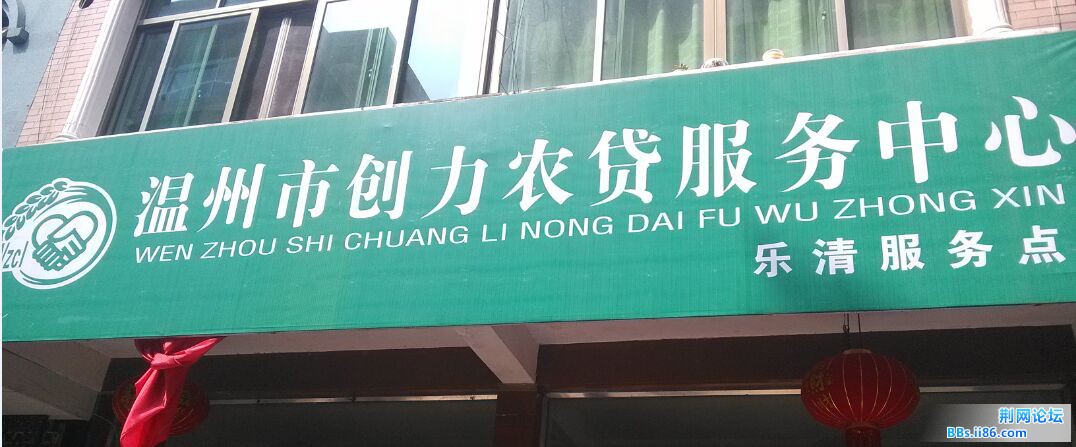 温州市创力农贷服务中心
WEN ZHOU SHI CHUANG LI NONG DAI FU WU ZHONG XIN
乐清服务点
荆网论坛
BBs.ii86.com